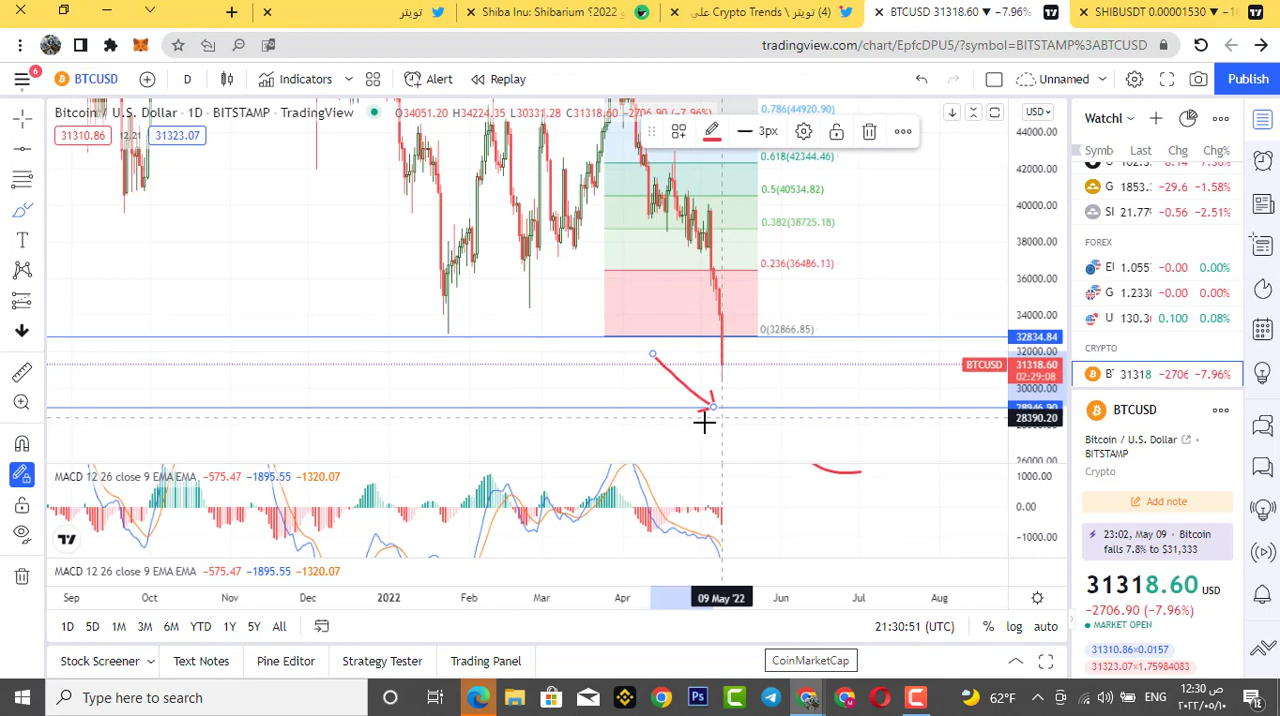 تويتر
Shiba Inu: Shibarium
(4) تويتر \ Crypto Trends على
BTCUSD 31318.60 ▼ −7.96%
SHIBUSDT 0.00001530 ▼
tradingview.com/chart/EpfcDPU5/?symbol=BITSTAMP%3ABTCUSD
6
BTCUSD
D
Indicators
Alert
Replay
Unnamed
Publish
Bitcoin / U.S. Dollar · 1D · BITSTAMP · TradingView
O34051.20 H34224.35 L30331.28 C31318.60 −2706.90 (−7.96%)
31310.86
12.21
31323.07
3px
0.786(44920.90)
0.618(42344.46)
0.5(40534.82)
0.382(38725.18)
0.236(36486.13)
0(32866.85)
USD
44000.00
42000.00
40000.00
38000.00
36000.00
34000.00
32834.84
32000.00
BTCUSD
31318.60
02:29:08
30000.00
28946.90
28390.20
26000.00
MACD 12 26 close 9 EMA EMA −575.47 −1895.55 −1320.07
1000.00
0.00
−1000.00
MACD 12 26 close 9 EMA EMA −575.47 −1895.55 −1320.07
Sep
Oct
Nov
Dec
2022
Feb
Mar
Apr
09 May '22
Jun
Jul
Aug
1D 5D 1M 3M 6M YTD 1Y 5Y All
21:30:51 (UTC)
% log auto
Stock Screener
Text Notes
Pine Editor
Strategy Tester
Trading Panel
CoinMarketCap
Watchl
Symb Last Chg Chg%
1853. −29.6 −1.58%
21.77 −0.56 −2.51%
FOREX
1.055 −0.00 0.00%
G 1.233 −0.00 0.00%
U 130.3 0.100 0.08%
CRYPTO
31318 −2706 −7.96%
BTCUSD
Bitcoin / U.S. Dollar
BITSTAMP
Crypto
Add note
23:02, May 09 · Bitcoin
falls 7.8% to $31,333
31318.60 USD
−2706.90 (−7.96%)
MARKET OPEN
31310.86×0.0157
31323.07×1.75984083
Type here to search
62°F
ENG
12:30 ص
18